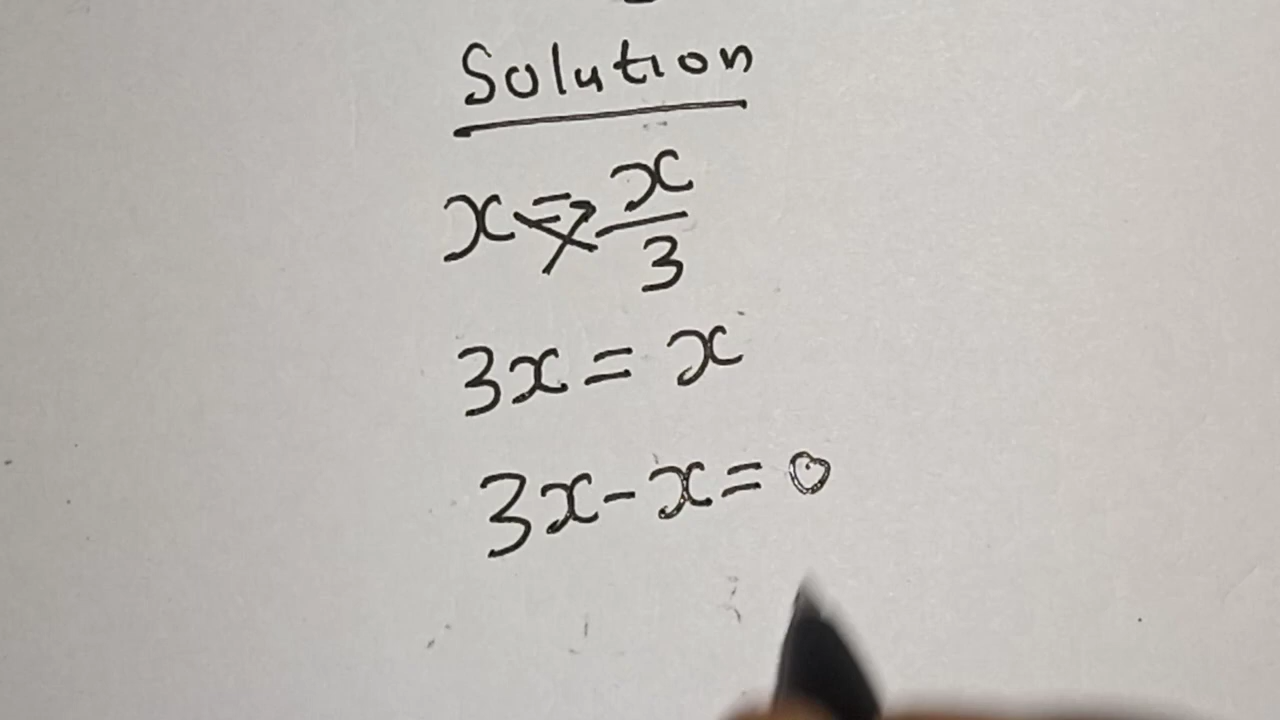 Solution
x = x/3
3x = x
3x - x = 0